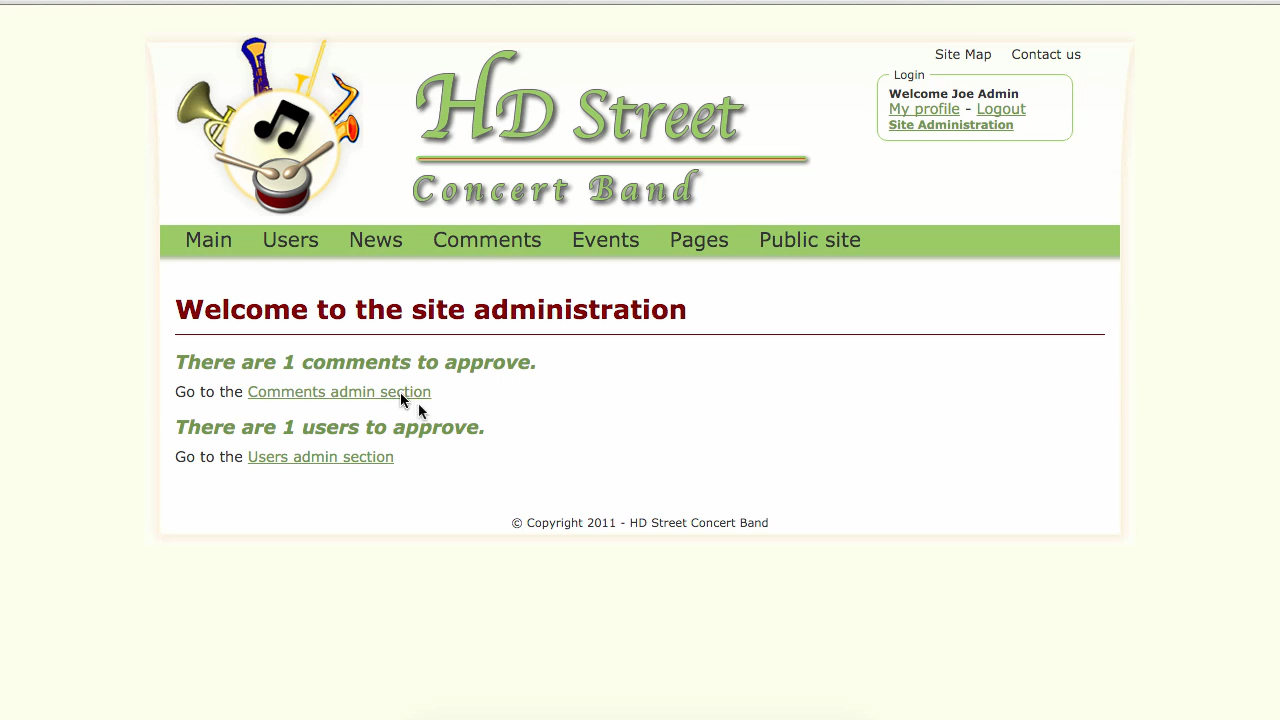 Site Map Contact us
HD Street
Concert Band
Login
Welcome Joe Admin
My profile - Logout
Site Administration
Main Users News Comments Events Pages Public site
Welcome to the site administration
There are 1 comments to approve.
Go to the Comments admin section
There are 1 users to approve.
Go to the Users admin section
© Copyright 2011 - HD Street Concert Band